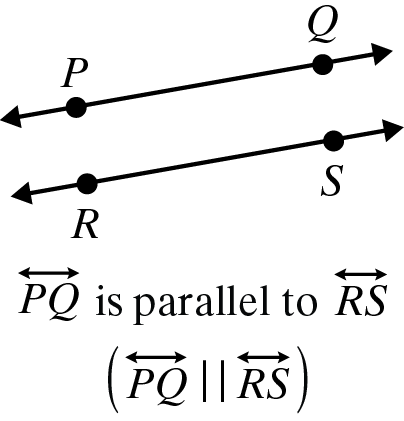 Q
P
S
R
PQ is parallel to RS
(PQ || RS)